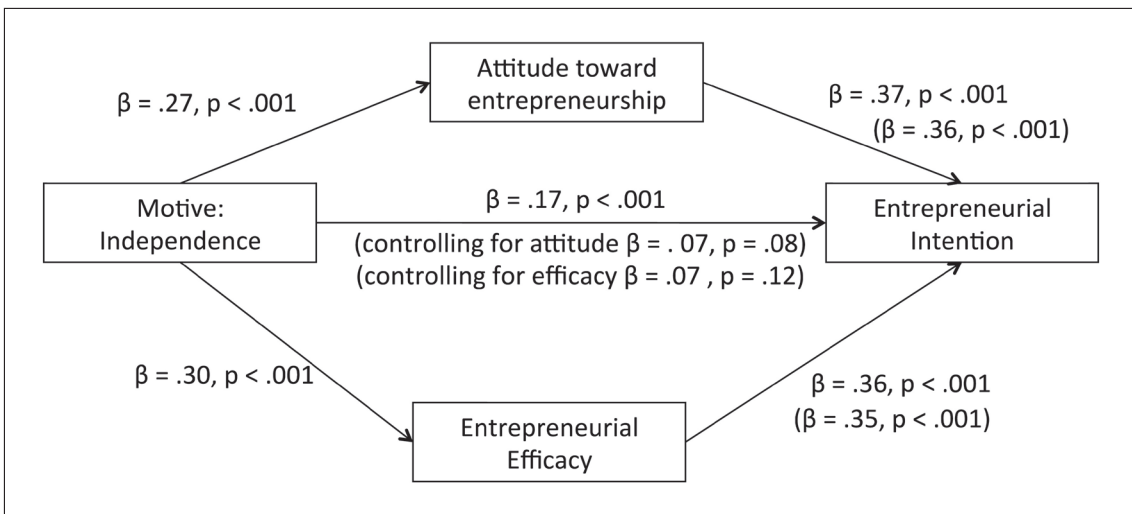 Attitude toward
entrepreneurship
β = .27, p < .001
β = .37, p < .001
(β = .36, p < .001)
Motive:
Independence
β = .17, p < .001
(controlling for attitude β = . 07, p = .08)
(controlling for efficacy β = .07 , p = .12)
Entrepreneurial
Intention
β = .30, p < .001
β = .36, p < .001
(β = .35, p < .001)
Entrepreneurial
Efficacy